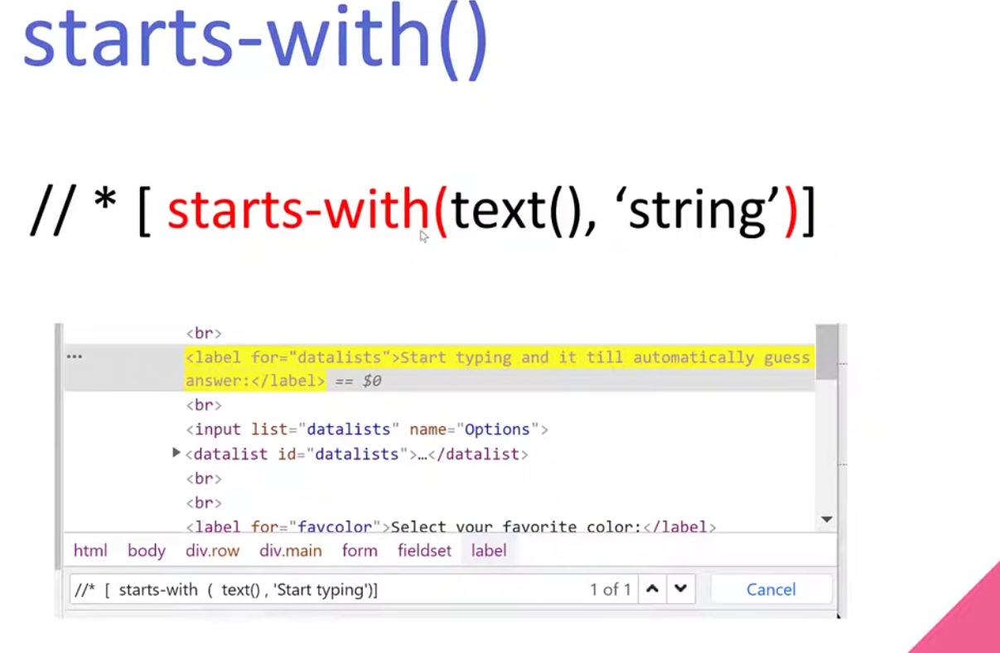 starts-with()
// * [ starts-with(text(), ‘string’)]
<br>
... <label for="datalists">Start typing and it till automatically guess
answer:</label> == $0
<br>
<input list="datalists" name="Options">
▶<datalist id="datalists">…</datalist>
<br>
<br>
<label for="favcolor">Select your favorite color:</label>
html body div.row div.main form fieldset label
//* [ starts-with ( text() , 'Start typing')] 1 of 1 Cancel